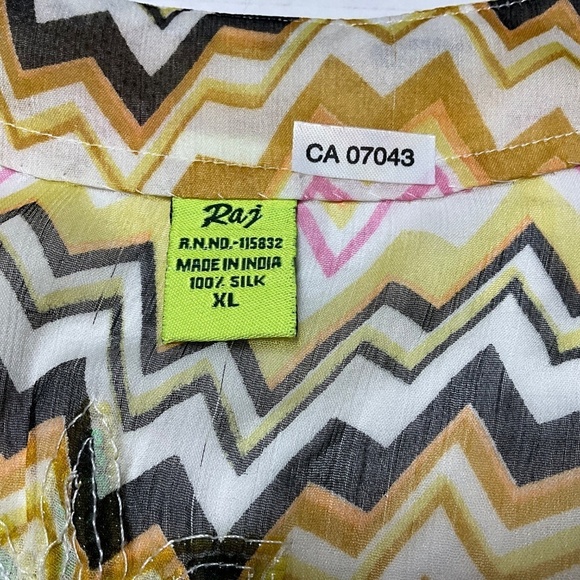 CA 07043
Raj
R.N.NO.-115832
MADE IN INDIA
100% SILK
XL